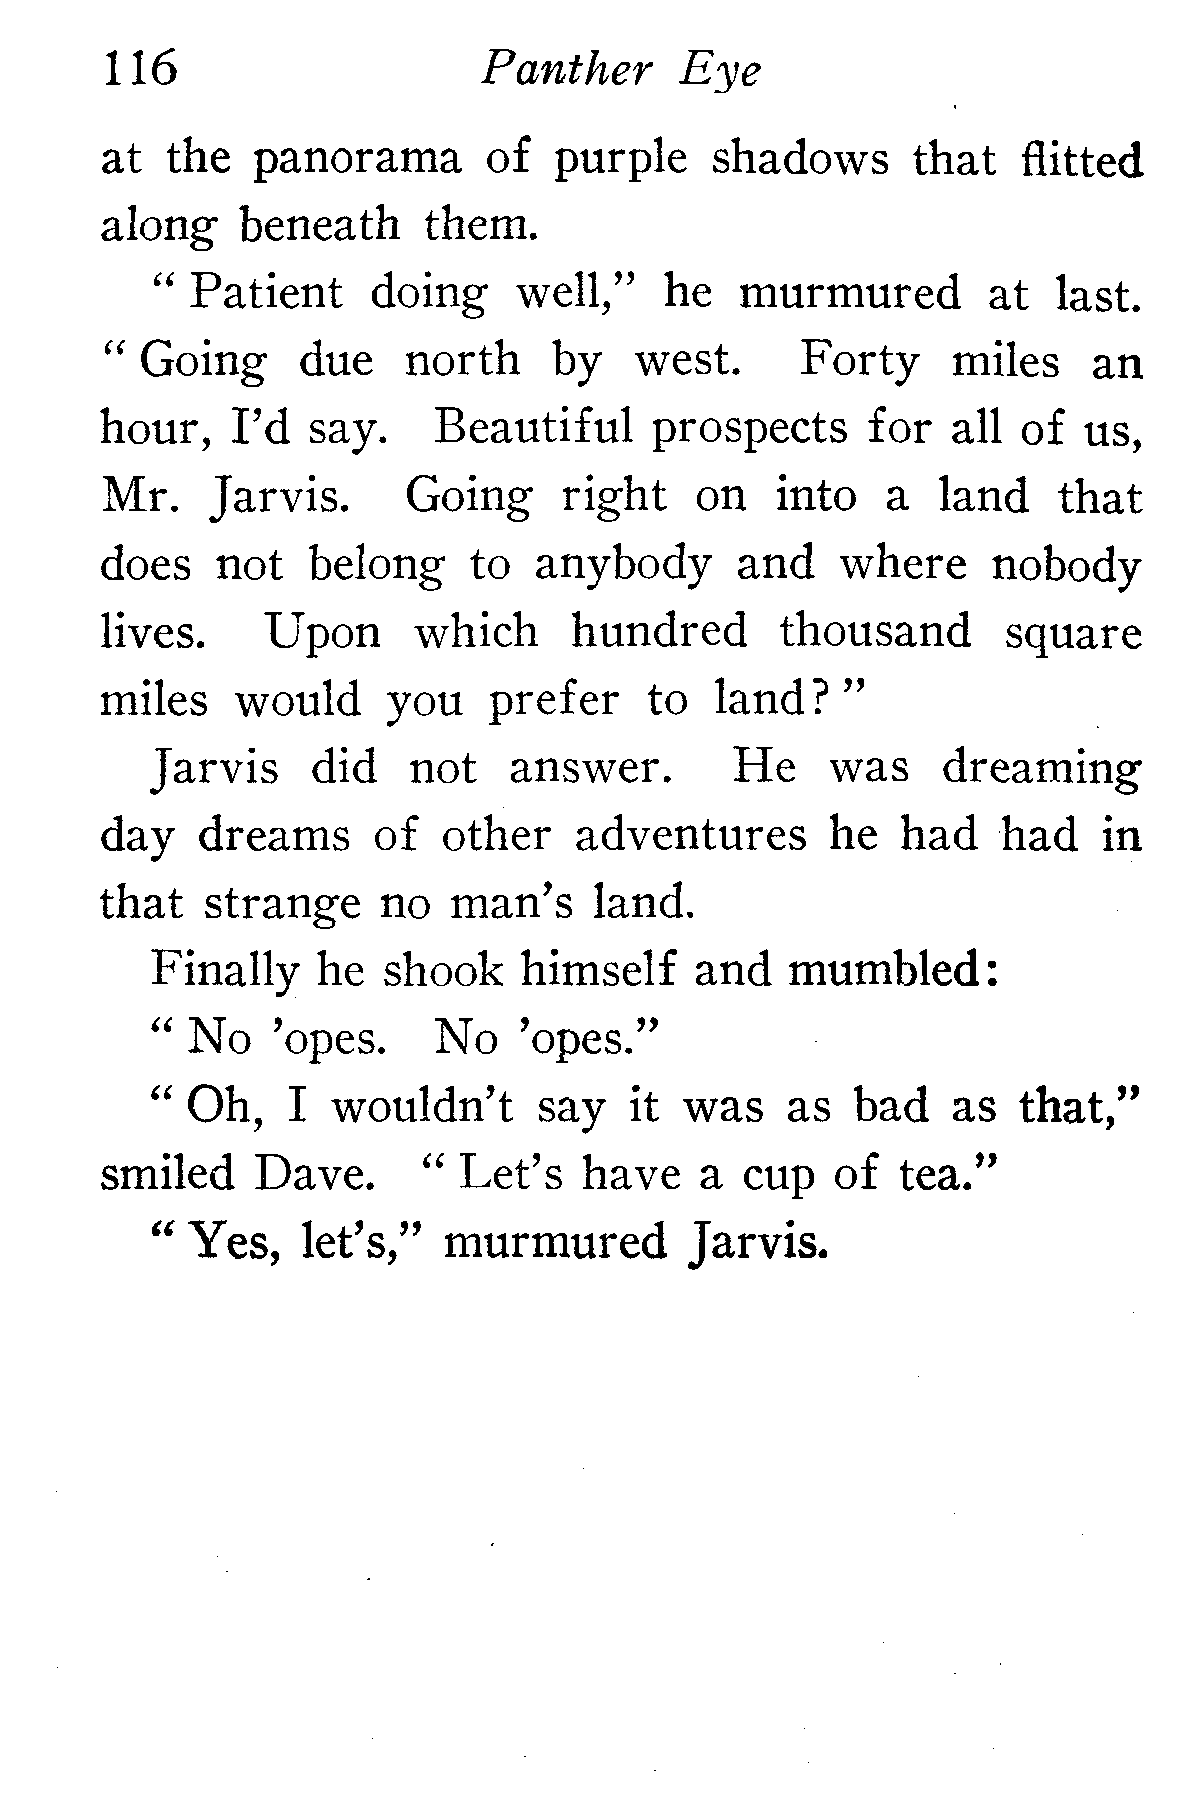 116 Panther Eye
at the panorama of purple shadows that flitted
along beneath them.
“ Patient doing well,” he murmured at last.
“ Going due north by west. Forty miles an
hour, I’d say. Beautiful prospects for all of us,
Mr. Jarvis. Going right on into a land that
does not belong to anybody and where nobody
lives. Upon which hundred thousand square
miles would you prefer to land? ”
Jarvis did not answer. He was dreaming
day dreams of other adventures he had had in
that strange no man’s land.
Finally he shook himself and mumbled:
“ No ’opes. No ’opes.”
“ Oh, I wouldn’t say it was as bad as that,”
smiled Dave. “ Let’s have a cup of tea.”
“ Yes, let’s,” murmured Jarvis.